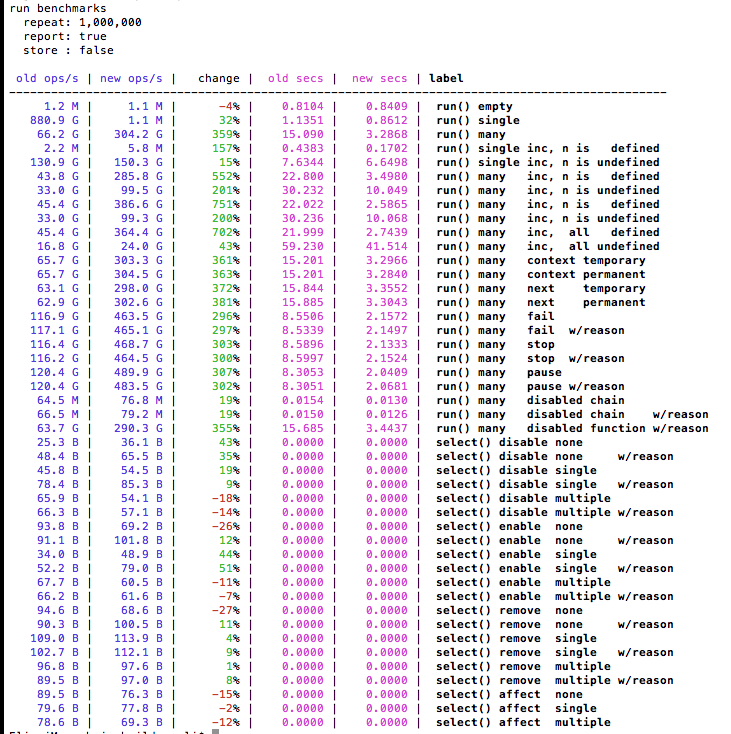 run benchmarks
  repeat: 1,000,000
  report: true
  store : false
 old ops/s | new ops/s |   change |  old secs |  new secs | label
---------------------------------------------------------------------------------------------
     1.2 M |     1.1 M |      -4% |    0.8104 |    0.8409 |  run() empty
   880.9 G |     1.1 M |      32% |    1.1351 |    0.8612 |  run() single
    66.2 G |   304.2 G |     359% |    15.090 |    3.2868 |  run() many
     2.2 M |     5.8 M |     157% |    0.4383 |    0.1702 |  run() single inc, n is   defined
   130.9 G |   150.3 G |      15% |    7.6344 |    6.6498 |  run() single inc, n is undefined
    43.8 G |   285.8 G |     552% |    22.800 |    3.4980 |  run() many   inc, n is   defined
    33.0 G |    99.5 G |     201% |    30.232 |    10.049 |  run() many   inc, n is undefined
    45.4 G |   386.6 G |     751% |    22.022 |    2.5865 |  run() many   inc, n is   defined
    33.0 G |    99.3 G |     200% |    30.236 |    10.068 |  run() many   inc, n is undefined
    45.4 G |   364.4 G |     702% |    21.999 |    2.7439 |  run() many   inc,  all   defined
    16.8 G |    24.0 G |      43% |    59.230 |    41.514 |  run() many   inc,  all undefined
    65.7 G |   303.3 G |     361% |    15.201 |    3.2966 |  run() many   context temporary
    65.7 G |   304.5 G |     363% |    15.201 |    3.2840 |  run() many   context permanent
    63.1 G |   298.0 G |     372% |    15.844 |    3.3552 |  run() many   next    temporary
    62.9 G |   302.6 G |     381% |    15.885 |    3.3043 |  run() many   next    permanent
   116.9 G |   463.5 G |     296% |    8.5506 |    2.1572 |  run() many   fail
   117.1 G |   465.1 G |     297% |    8.5339 |    2.1497 |  run() many   fail  w/reason
   116.4 G |   468.7 G |     303% |    8.5896 |    2.1333 |  run() many   stop
   116.2 G |   464.5 G |     300% |    8.5997 |    2.1524 |  run() many   stop  w/reason
   120.4 G |   489.9 G |     307% |    8.3053 |    2.0409 |  run() many   pause
   120.4 G |   483.5 G |     302% |    8.3051 |    2.0681 |  run() many   pause w/reason
    64.5 M |    76.8 M |      19% |    0.0154 |    0.0130 |  run() many   disabled chain
    66.5 M |    79.2 M |      19% |    0.0150 |    0.0126 |  run() many   disabled chain    w/reason
    63.7 G |   290.3 G |     355% |    15.685 |    3.4437 |  run() many   disabled function w/reason
    25.3 B |    36.1 B |      43% |    0.0000 |    0.0000 |  select() disable none
    48.4 B |    65.5 B |      35% |    0.0000 |    0.0000 |  select() disable none     w/reason
    45.8 B |    54.5 B |      19% |    0.0000 |    0.0000 |  select() disable single
    78.4 B |    85.3 B |       9% |    0.0000 |    0.0000 |  select() disable single   w/reason
    65.9 B |    54.1 B |     -18% |    0.0000 |    0.0000 |  select() disable multiple
    66.3 B |    57.1 B |     -14% |    0.0000 |    0.0000 |  select() disable multiple w/reason
    93.8 B |    69.2 B |     -26% |    0.0000 |    0.0000 |  select() enable  none
    91.1 B |   101.8 B |      12% |    0.0000 |    0.0000 |  select() enable  none     w/reason
    34.0 B |    48.9 B |      44% |    0.0000 |    0.0000 |  select() enable  single
    52.2 B |    79.0 B |      51% |    0.0000 |    0.0000 |  select() enable  single   w/reason
    67.7 B |    60.5 B |     -11% |    0.0000 |    0.0000 |  select() enable  multiple
    66.2 B |    61.6 B |      -7% |    0.0000 |    0.0000 |  select() enable  multiple w/reason
    94.6 B |    68.6 B |     -27% |    0.0000 |    0.0000 |  select() remove  none
    90.3 B |   100.5 B |      11% |    0.0000 |    0.0000 |  select() remove  none     w/reason
   109.0 B |   113.9 B |       4% |    0.0000 |    0.0000 |  select() remove  single
   102.7 B |   112.1 B |       9% |    0.0000 |    0.0000 |  select() remove  single   w/reason
    96.8 B |    97.6 B |       1% |    0.0000 |    0.0000 |  select() remove  multiple
    89.5 B |    97.0 B |       8% |    0.0000 |    0.0000 |  select() remove  multiple w/reason
    89.5 B |    76.3 B |     -15% |    0.0000 |    0.0000 |  select() affect  none
    79.6 B |    77.8 B |      -2% |    0.0000 |    0.0000 |  select() affect  single
    78.6 B |    69.3 B |     -12% |    0.0000 |    0.0000 |  select() affect  multiple